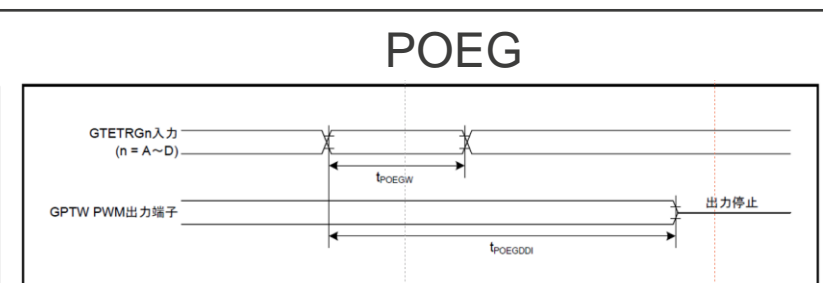 POEG
GTETRGn入力
(n = A～D)
tPOEGW
GPTW PWM出力端子
出力停止
tPOEGDDI